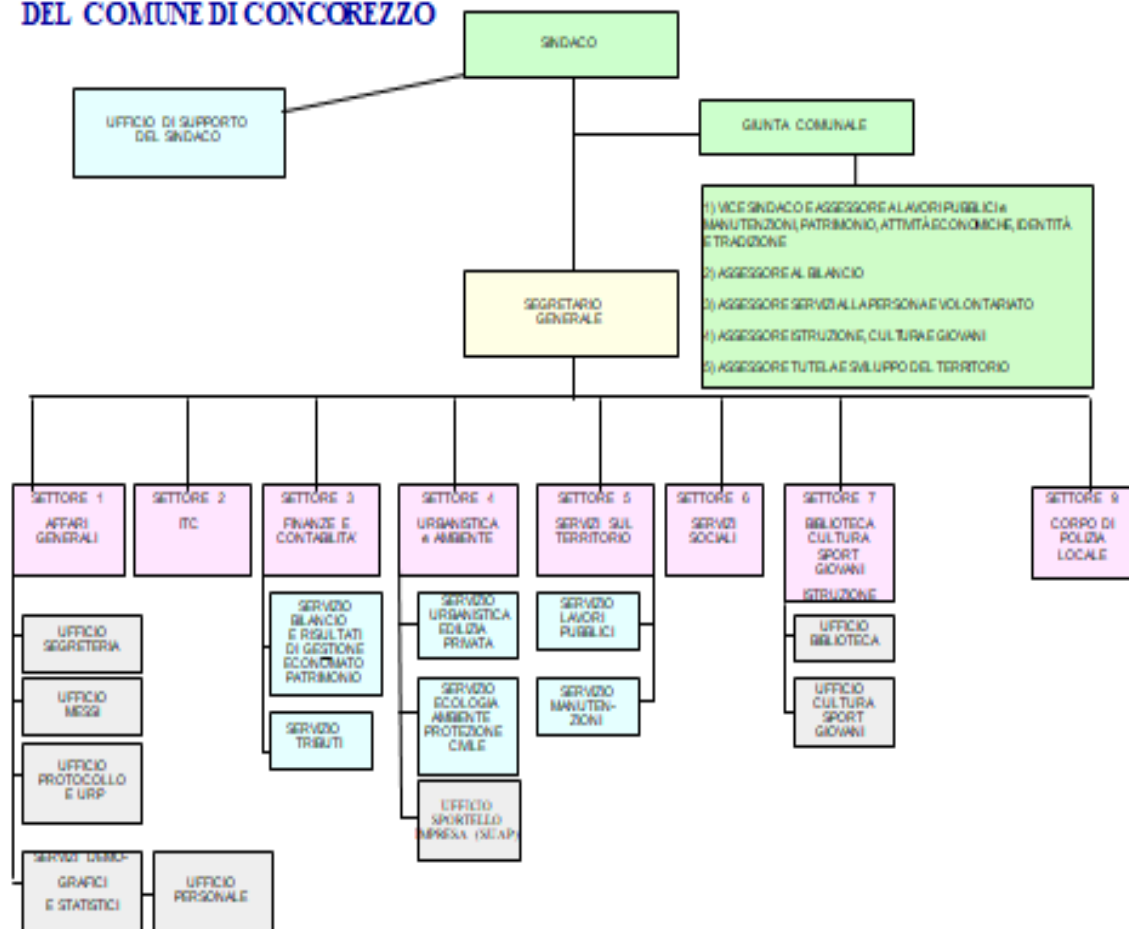 DEL COMUNE DI CONCOREZZO
SINDACO
UFFICIO DI SUPPORTO
DEL SINDACO
GIUNTA COMUNALE
1) VICE SINDACO E ASSESSORE A LAVORI PUBBLICI e
MANUTENZIONI, PATRIMONIO, ATTIVITÀ ECONOMICHE, IDENTITÀ
E TRADIZIONE
2) ASSESSORE AL BILANCIO
3) ASSESSORE SERVIZI ALLA PERSONA E VOLONTARIATO
4) ASSESSORE ISTRUZIONE, CULTURA E GIOVANI
5) ASSESSORE TUTELA E SVILUPPO DEL TERRITORIO
SEGRETARIO
GENERALE
SETTORE 1
AFFARI
GENERALI
SETTORE 2
ITC
SETTORE 3
FINANZE E
CONTABILITA'
SETTORE 4
URBANISTICA
e AMBIENTE
SETTORE 5
SERVIZI SUL
TERRITORIO
SETTORE 6
SERVIZI
SOCIALI
SETTORE 7
BIBLIOTECA
CULTURA
SPORT
GIOVANI
ISTRUZIONE
SETTORE
CORPO DI
POLIZIA
LOCALE
UFFICIO
SEGRETERIA
UFFICIO
MESSI
UFFICIO
PROTOCOLLO
E URP
SERVIZI DEMO-
GRAFICI
E STATISTICI
UFFICIO
PERSONALE
SERVIZIO
BILANCIO
E RISULTATI
DI GESTIONE
ECONOMATO
PATRIMONIO
SERVIZIO
TRIBUTI
SERVIZIO
URBANISTICA
EDILIZIA
PRIVATA
SERVIZIO
ECOLOGIA
AMBIENTE
PROTEZIONE
CIVILE
UFFICIO
SPORTELLO
IMPRESA (SUAP)
SERVIZIO
LAVORI
PUBBLICI
SERVIZIO
MANUTEN-
ZIONI
UFFICIO
BIBLIOTECA
UFFICIO
CULTURA
SPORT
GIOVANI